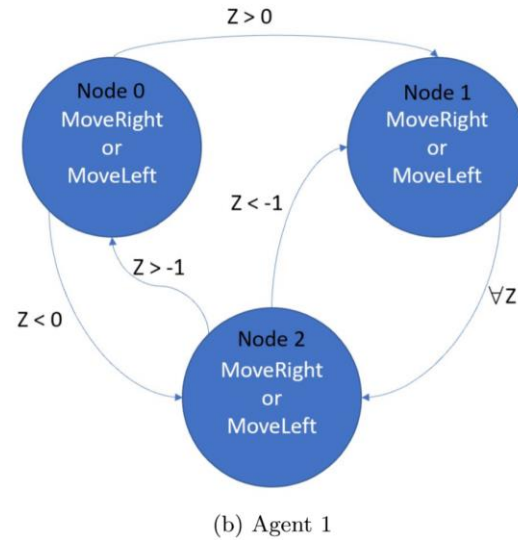 Z > 0
Node 0
MoveRight
or
MoveLeft
Node 1
MoveRight
or
MoveLeft
Z < -1
Z > -1
∀Z
Z < 0
Node 2
MoveRight
or
MoveLeft
(b) Agent 1